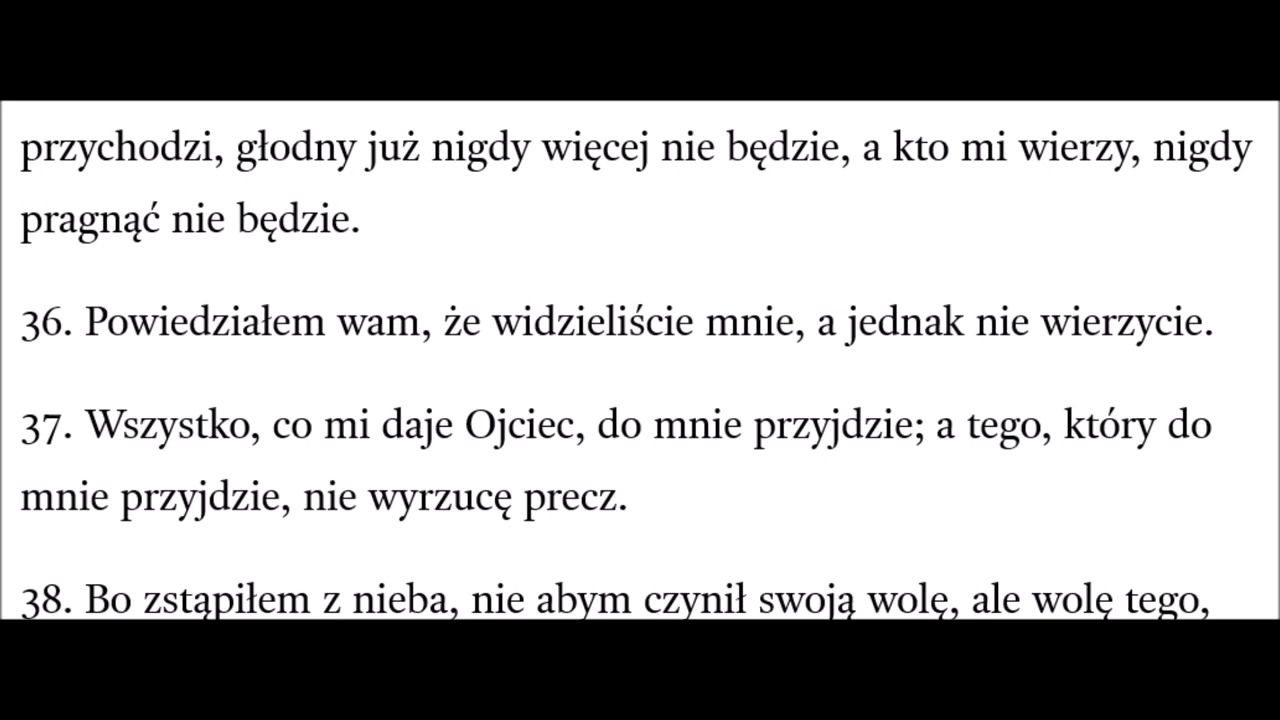 przychodzi, głodny już nigdy więcej nie będzie, a kto mi wierzy, nigdy
pragnąć nie będzie.
36. Powiedziałem wam, że widzieliście mnie, a jednak nie wierzycie.
37. Wszystko, co mi daje Ojciec, do mnie przyjdzie; a tego, który do
mnie przyjdzie, nie wyrzucę precz.
38. Bo zstąpiłem z nieba, nie abym czynił swoją wolę, ale wolę tego,